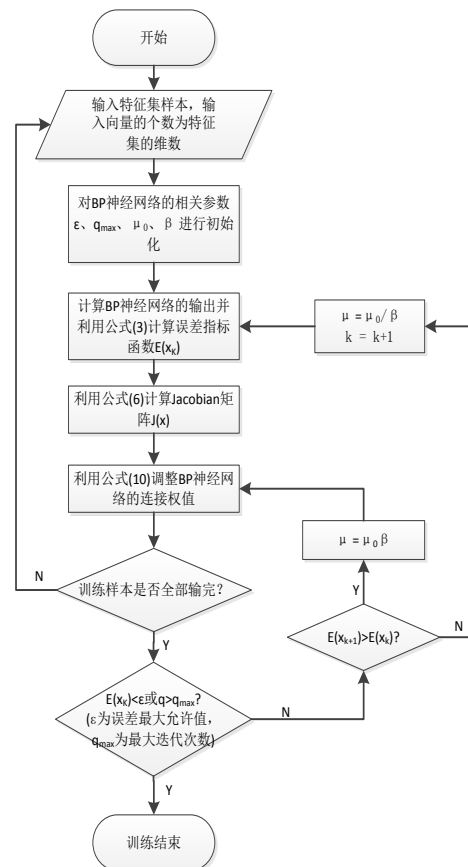 开始
输入特征集样本，输
入向量的个数为特征
集的维数
对BP神经网络的相关参数
ε、qmax、μ0、β 进行初始
化
计算BP神经网络的输出并
利用公式(3)计算误差指标
函数E(xK)
μ = μ0/β
k = k+1
利用公式(6)计算Jacobian矩
阵J(x)
利用公式(10)调整BP神经网
络的连接权值
μ = μ0β
N
训练样本是否全部输完？
Y
Y
E(xk+1)>E(xk)?
N
E(xK)<ε或q>qmax?
(ε为误差最大允许值，
qmax为最大迭代次数)
N
Y
训练结束